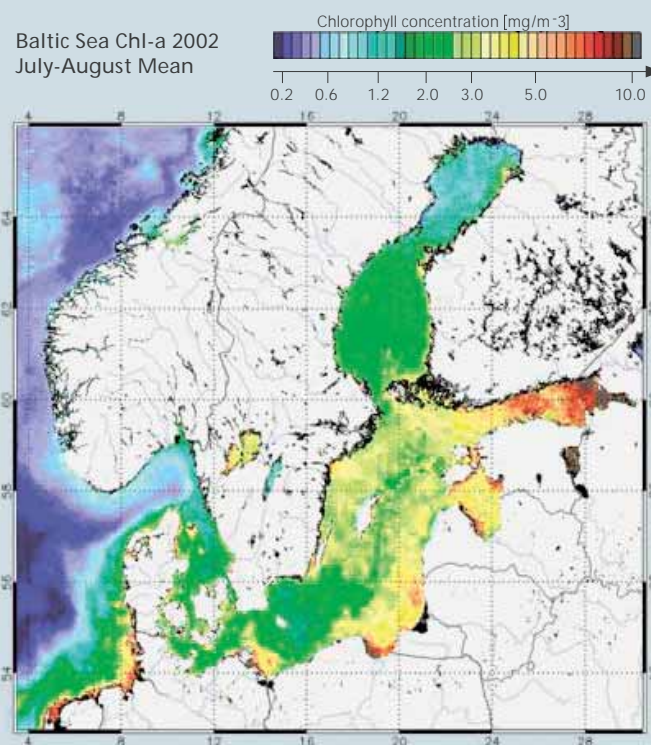 Baltic Sea Chl-a 2002
July-August Mean
Chlorophyll concentration [mg/m -3]
0.2 0.6 1.2 2.0 3.0 5.0 10.0
4 8 12 16 20 24 28
64
62
60
58
56
54
4 8 12 16 20 24 28